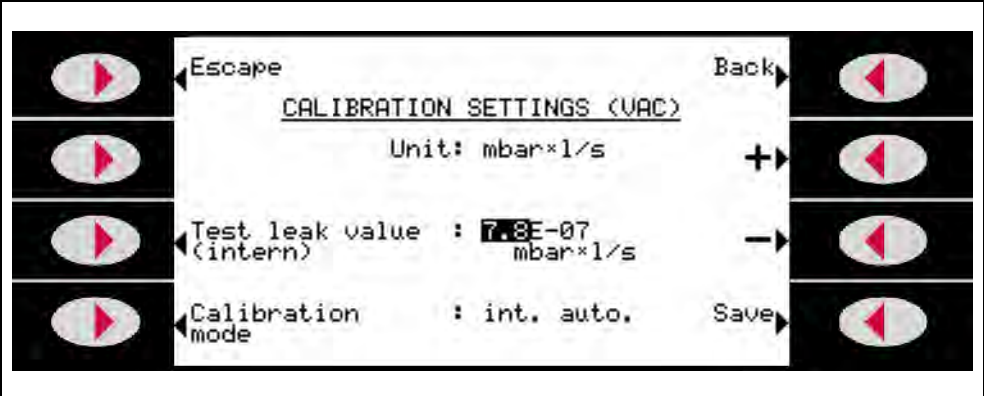 Escape Back
CALIBRATION SETTINGS (VAC)
Unit: mbar×l/s +
Test leak value : 7.8E-07 −
(intern) mbar×l/s
Calibration : int. auto. Save
mode